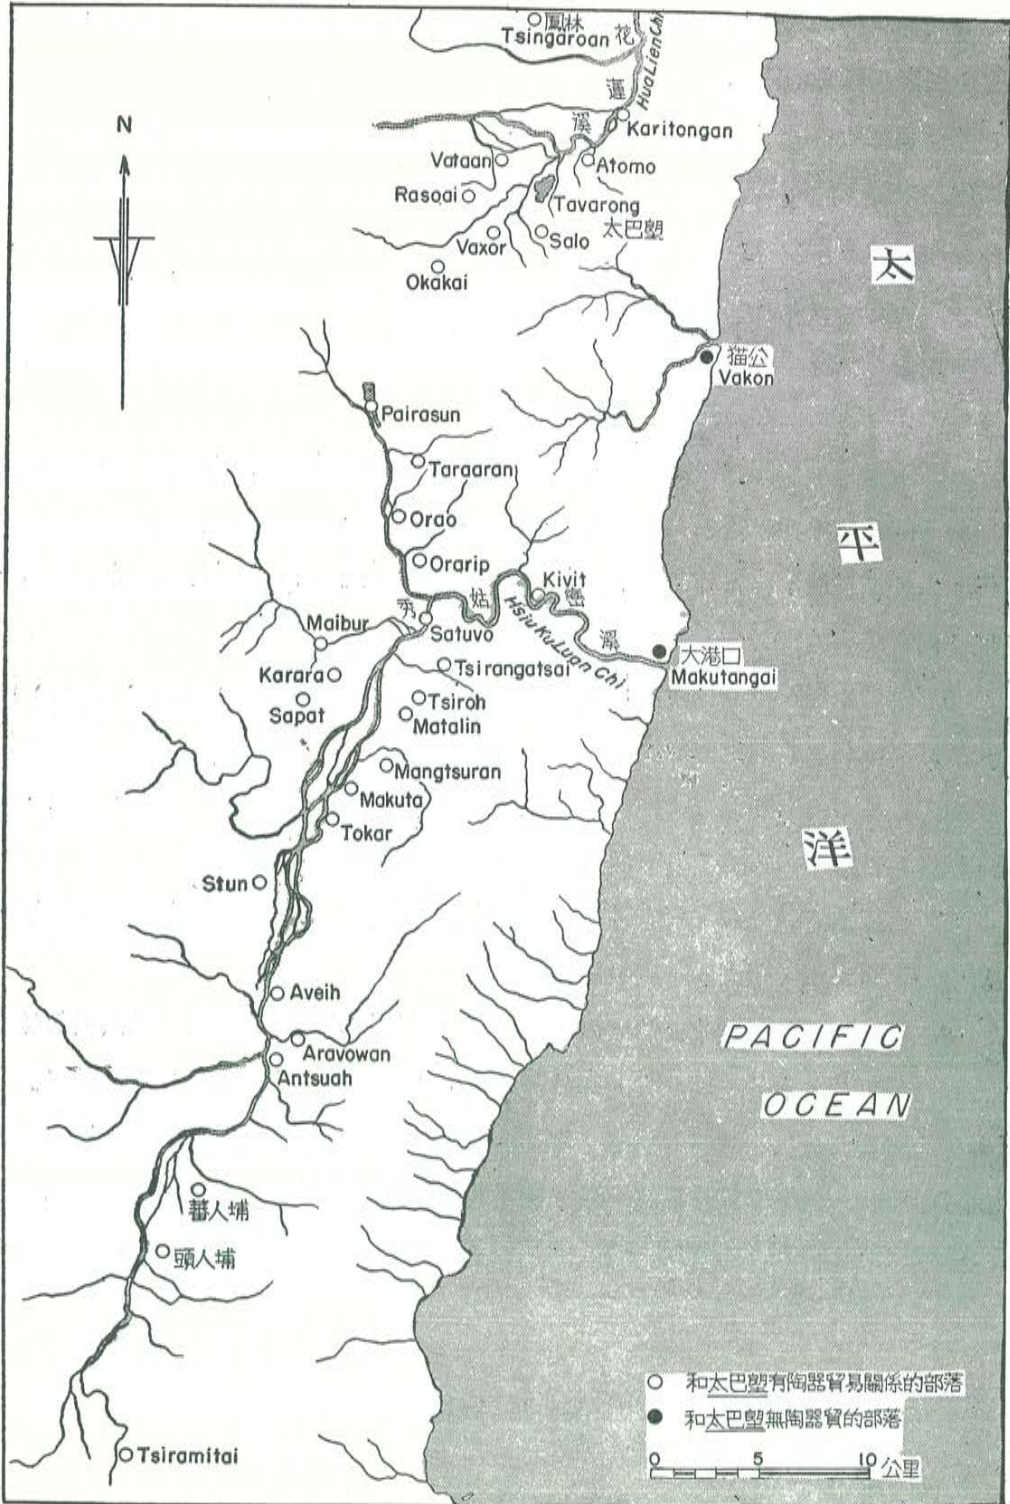 鳳林
Tsingaroan
花
蓮
溪
Hua Lien Chi
Karitongan
Vataan
Atomo
Rasoai
Tavarong
太巴塱
Vaxor
Salo
Okakai
N
太
平
洋
猫公
Vakon
Pairasun
Taraaran
Orao
Orarip
Kivit
秀
姑
巒
溪
Hsiu Ku Luan Chi
Satuvo
Maibur
大港口
Makutangai
Karara
Tsirangatsai
Sapat
Tsiroh
Matalin
Mangtsuran
Makuta
Tokar
Stun
Aveih
Aravowan
Antsuah
PACIFIC
OCEAN
蕃人埔
頭人埔
Tsiramitai
和太巴塱有陶器貿易關係的部落
和太巴塱無陶器貿的部落
0 5 10 公里